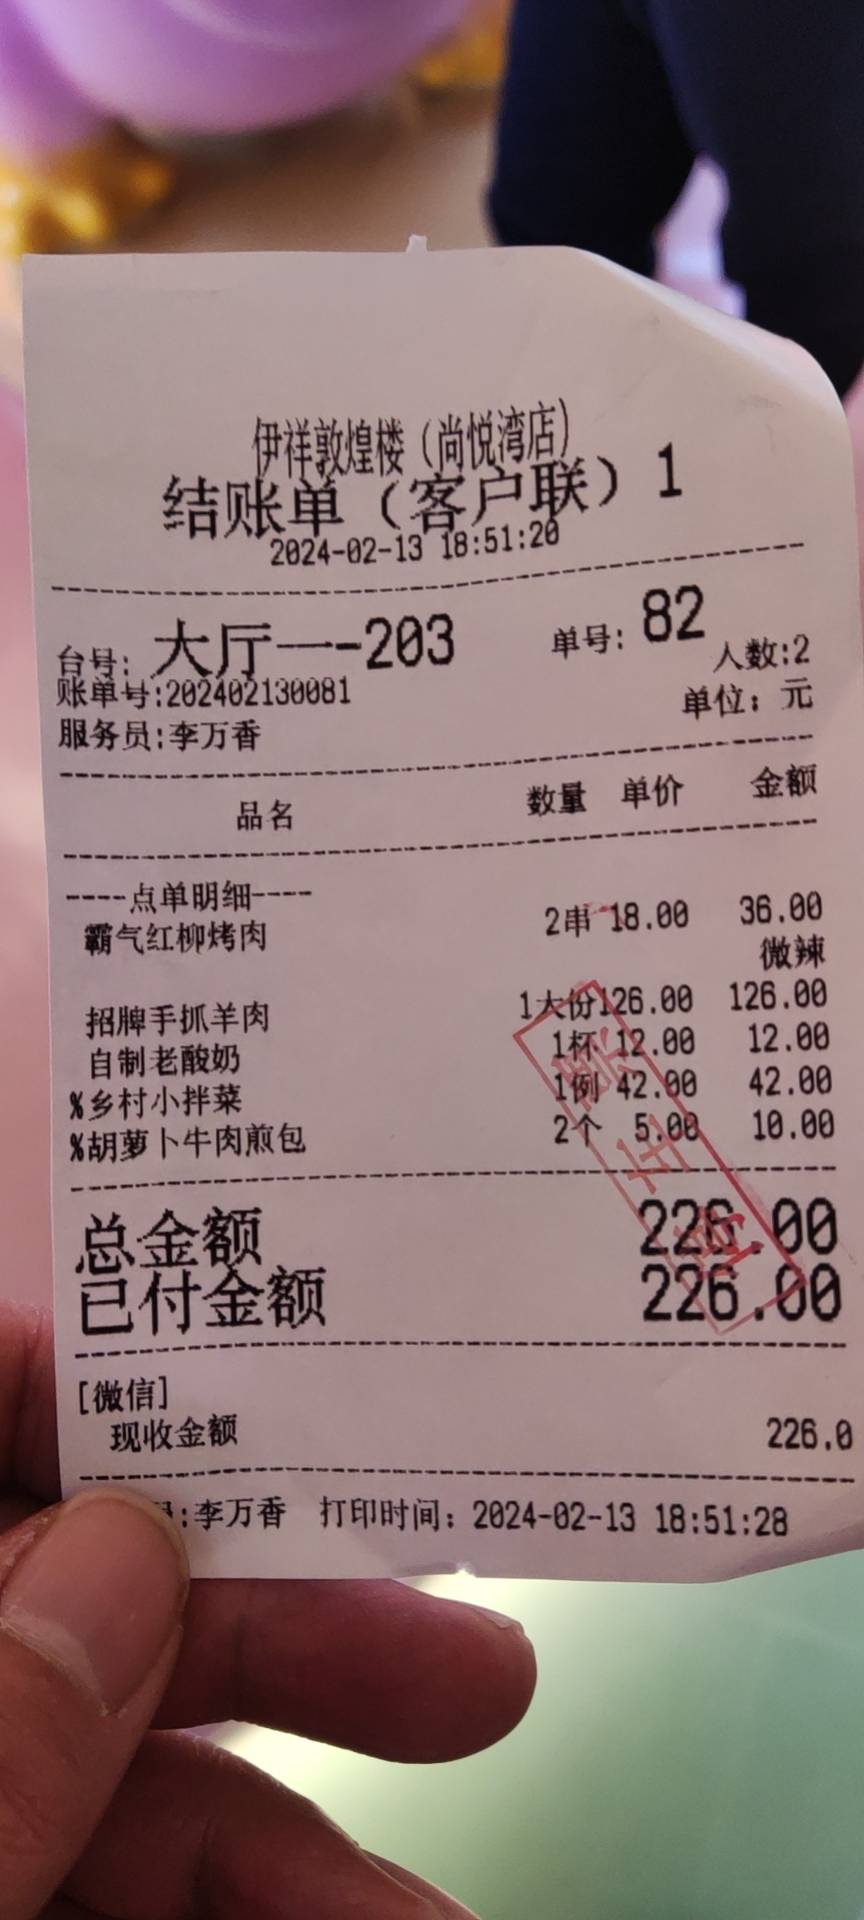 伊祥敦煌楼（尚悦湾店）
结账单（客户联）1
2024-02-13 18:51:20
台号: 大厅一-203 单号: 82
人数:2
账单号:202402130081
单位: 元
服务员:李万香
品名 数量 单价 金额
----点单明细----
霸气红柳烤肉 2串 18.00 36.00
微辣
招牌手抓羊肉 1大份126.00 126.00
自制老酸奶 1杯 12.00 12.00
%乡村小拌菜 1例 42.00 42.00
%胡萝卜牛肉煎包 2个 5.00 10.00
总金额 226.00
已付金额 226.00
[微信]
现收金额 226.0
:李万香 打印时间: 2024-02-13 18:51:28